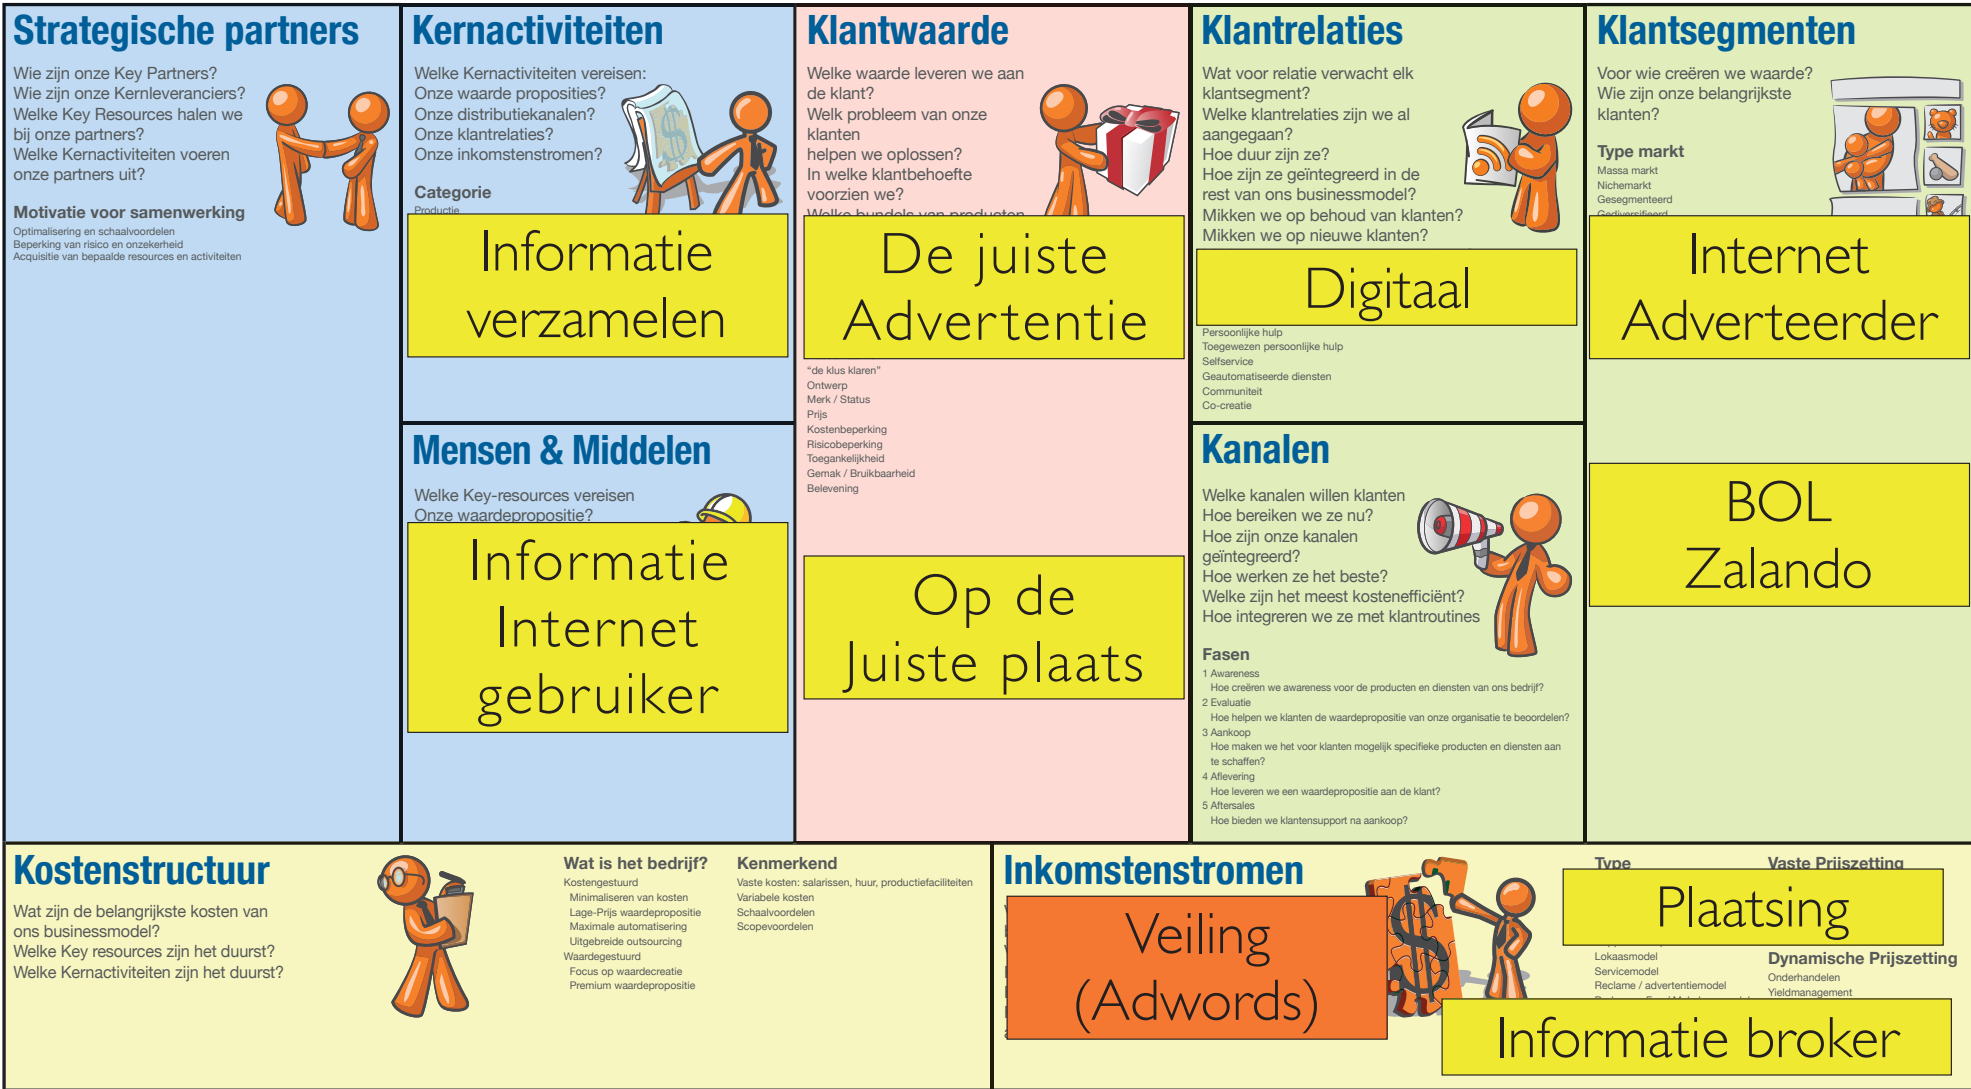 Strategische partners
Wie zijn onze Key Partners?
Wie zijn onze Kernleveranciers?
Welke Key Resources halen we
bij onze partners?
Welke Kernactiviteiten voeren
onze partners uit?
Motivatie voor samenwerking
Optimalisering en schaalvoordelen
Beperking van risico en onzekerheid
Acquisitie van bepaalde resources en activiteiten
Kernactiviteiten
Welke Kernactiviteiten vereisen:
Onze waarde proposities?
Onze distributiekanalen?
Onze klantrelaties?
Onze inkomstenstromen?
Categorie
Productie
Informatie
verzamelen
Mensen & Middelen
Welke Key-resources vereisen
Onze waardepropositie?
Informatie
Internet
gebruiker
Klantwaarde
Welke waarde leveren we aan
de klant?
Welk probleem van onze
klanten
helpen we oplossen?
In welke klantbehoefte
voorzien we?
Welke bundels van producten
De juiste
Advertentie
“de klus klaren”
Ontwerp
Merk / Status
Prijs
Kostenbeperking
Risicobeperking
Toegankelijkheid
Gemak / Bruikbaarheid
Belevening
Op de
Juiste plaats
Klantrelaties
Wat voor relatie verwacht elk
klantsegment?
Welke klantrelaties zijn we al
aangegaan?
Hoe duur zijn ze?
Hoe zijn ze geïntegreerd in de
rest van ons businessmodel?
Mikken we op behoud van klanten?
Mikken we op nieuwe klanten?
Digitaal
Persoonlijke hulp
Toegewezen persoonlijke hulp
Selfservice
Geautomatiseerde diensten
Communiteit
Co-creatie
Kanalen
Welke kanalen willen klanten
Hoe bereiken we ze nu?
Hoe zijn onze kanalen
geïntegreerd?
Hoe werken ze het beste?
Welke zijn het meest kostenefficiënt?
Hoe integreren we ze met klantroutines
Fasen
1 Awareness
Hoe creëren we awareness voor de producten en diensten van ons bedrijf?
2 Evaluatie
Hoe helpen we klanten de waardepropositie van onze organisatie te beoordelen?
3 Aankoop
Hoe maken we het voor klanten mogelijk specifieke producten en diensten aan
te schaffen?
4 Aflevering
Hoe leveren we een waardepropositie aan de klant?
5 Aftersales
Hoe bieden we klantensupport na aankoop?
Klantsegmenten
Voor wie creëren we waarde?
Wie zijn onze belangrijkste
klanten?
Type markt
Massa markt
Nichemarkt
Gesegmenteerd
Gediversifieerd
Internet
Adverteerder
BOL
Zalando
Kostenstructuur
Wat zijn de belangrijkste kosten van
ons businessmodel?
Welke Key resources zijn het duurst?
Welke Kernactiviteiten zijn het duurst?
Wat is het bedrijf?
Kostengestuurd
Minimaliseren van kosten
Lage-Prijs waardepropositie
Maximale automatisering
Uitgebreide outsourcing
Waardegestuurd
Focus op waardecreatie
Premium waardepropositie
Kenmerkend
Vaste kosten: salarissen, huur, productiefaciliteiten
Variabele kosten
Schaalvoordelen
Scopevoordelen
Inkomstenstromen
Veiling
(Adwords)
Type
Vaste Prijszetting
Plaatsing
Lokaasmodel
Servicemodel
Reclame / advertentiemodel
Dynamische Prijszetting
Onderhandelen
Yieldmanagement
Informatie broker